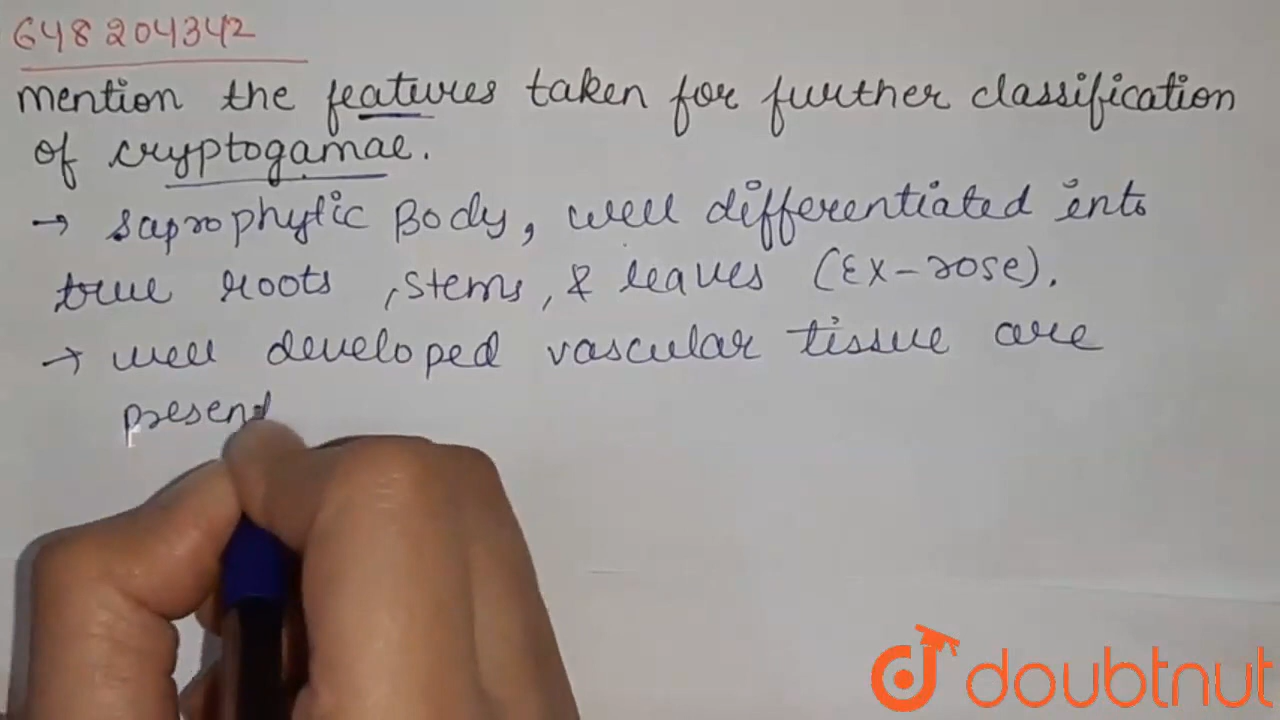 648204342
mention the features taken for further classification
of cryptogamae.
→ saprophytic Body, well differentiated into
true roots, stems, & leaves (Ex-rose).
→ well developed vascular tissue are
present
doubtnut